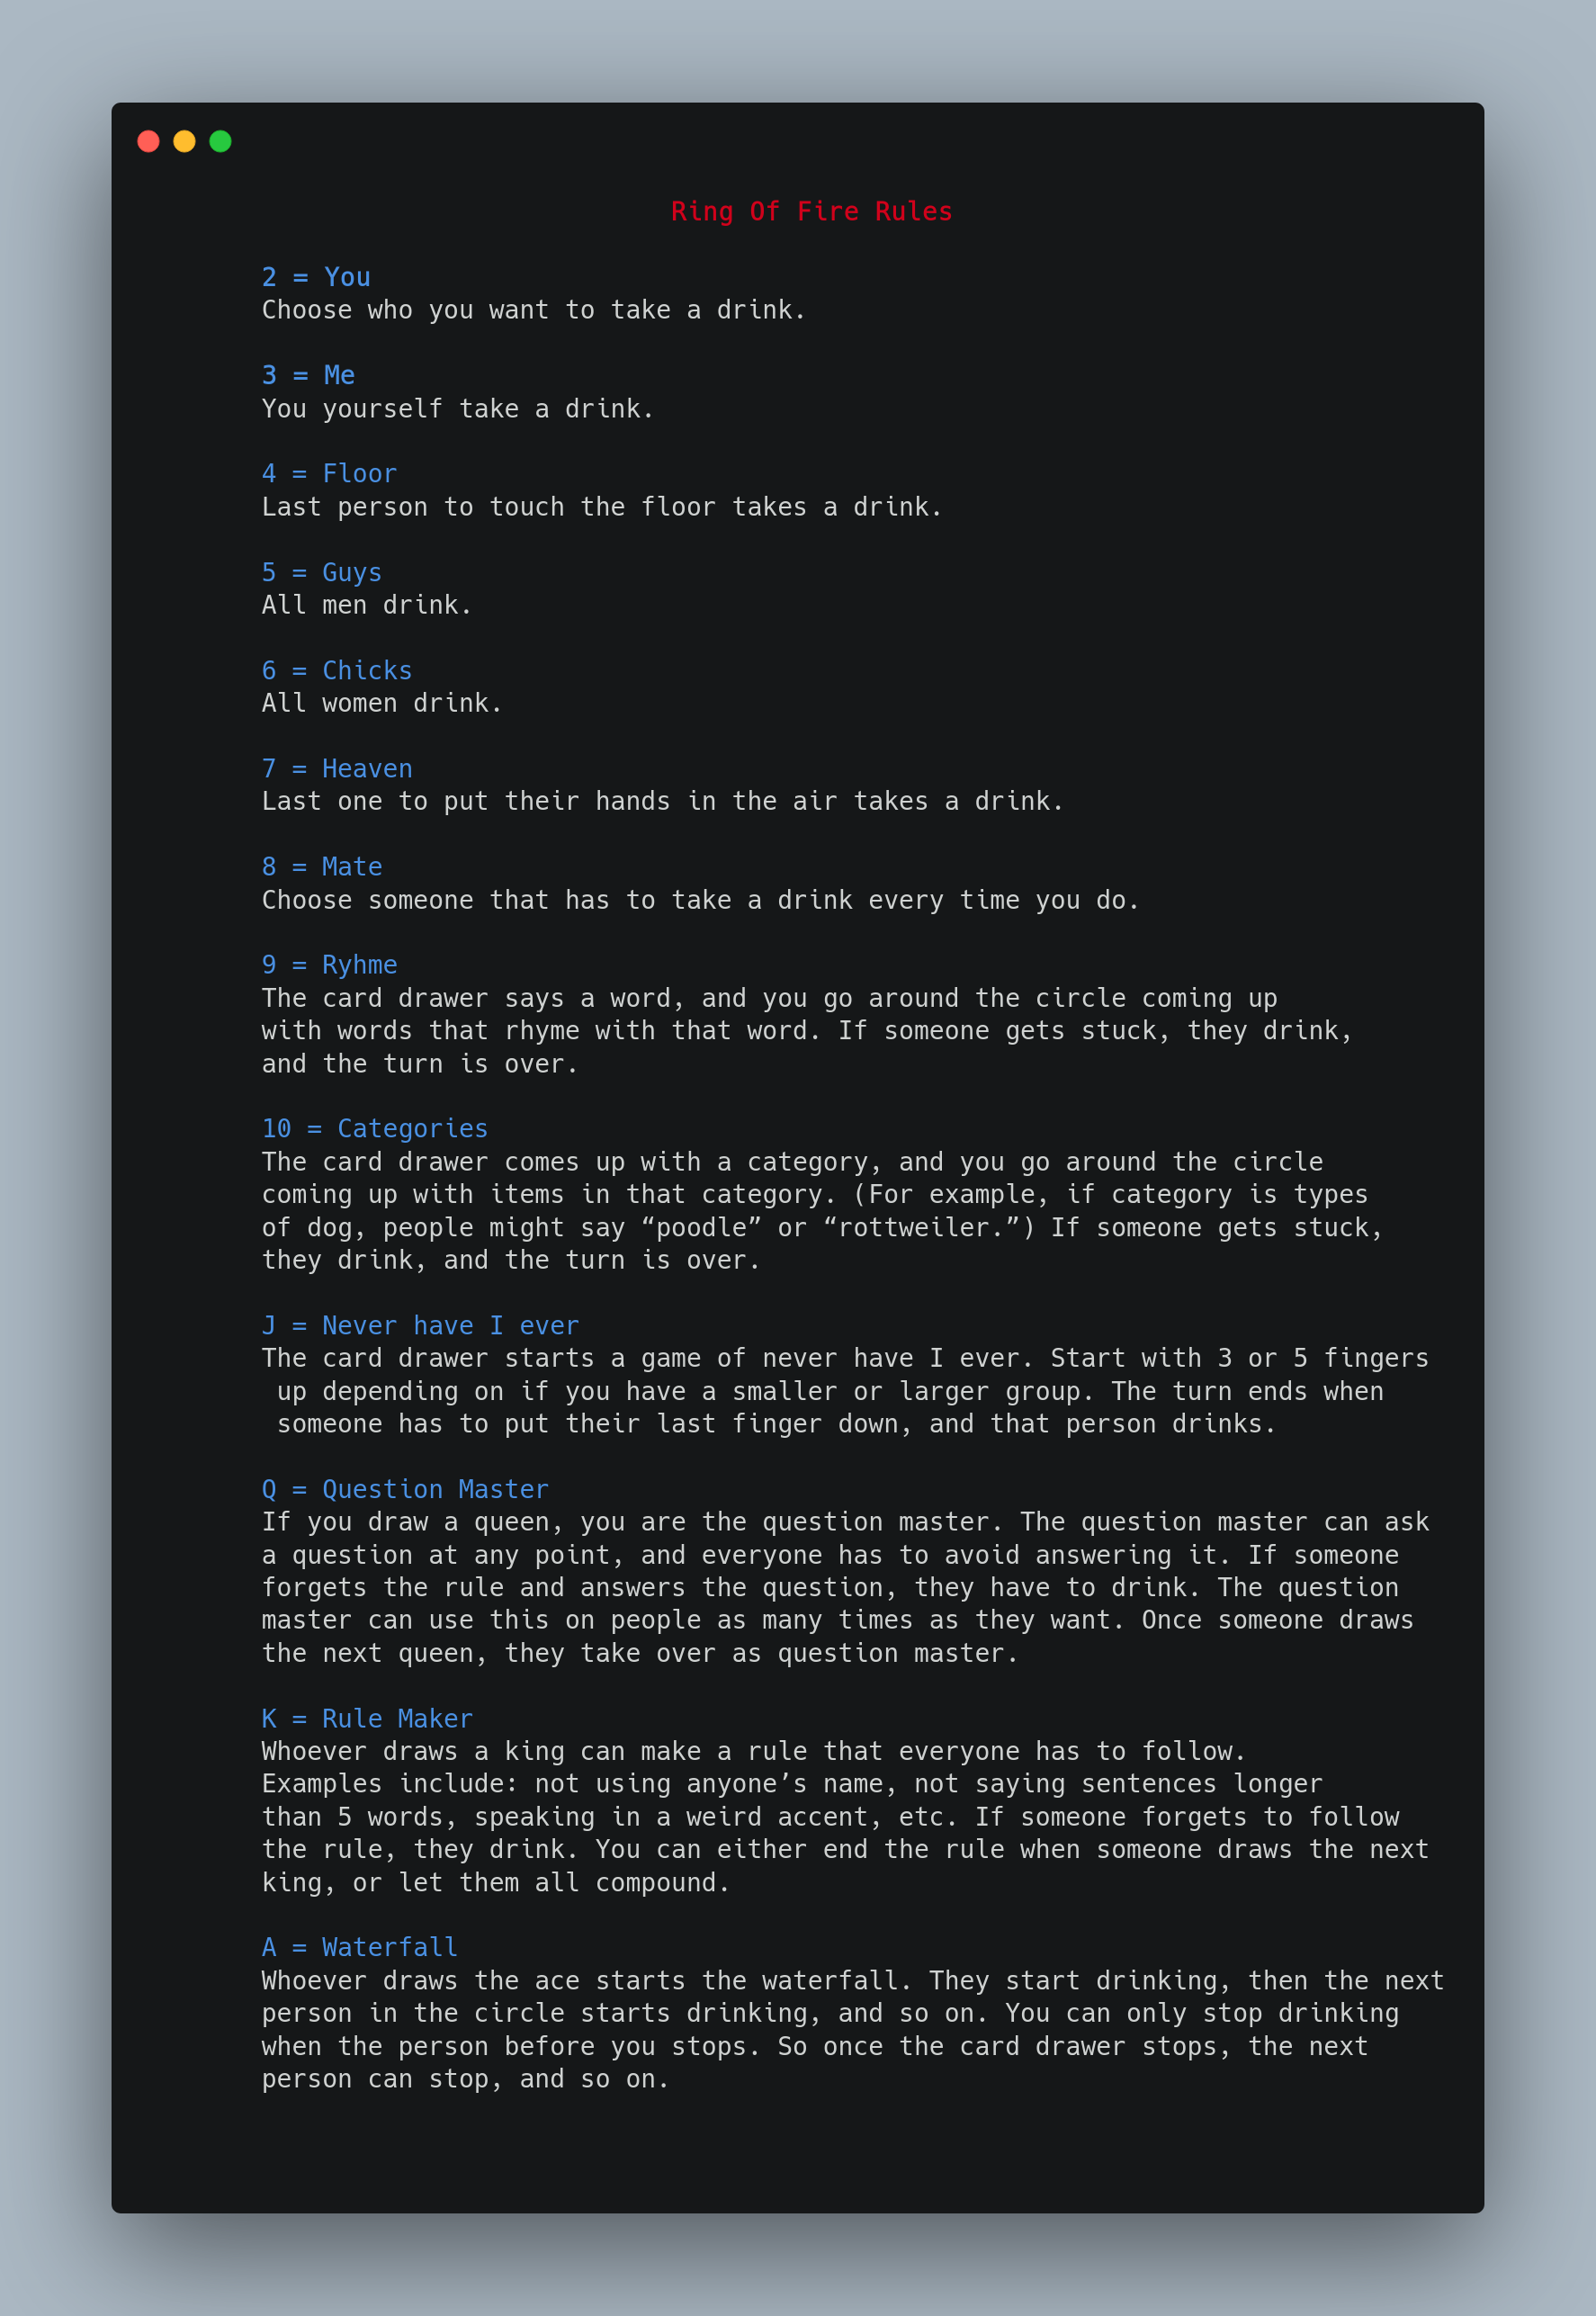 Ring Of Fire Rules
2 = You
Choose who you want to take a drink.
3 = Me
You yourself take a drink.
4 = Floor
Last person to touch the floor takes a drink.
5 = Guys
All men drink.
6 = Chicks
All women drink.
7 = Heaven
Last one to put their hands in the air takes a drink.
8 = Mate
Choose someone that has to take a drink every time you do.
9 = Ryhme
The card drawer says a word, and you go around the circle coming up
with words that rhyme with that word. If someone gets stuck, they drink,
and the turn is over.
10 = Categories
The card drawer comes up with a category, and you go around the circle
coming up with items in that category. (For example, if category is types
of dog, people might say “poodle” or “rottweiler.”) If someone gets stuck,
they drink, and the turn is over.
J = Never have I ever
The card drawer starts a game of never have I ever. Start with 3 or 5 fingers
up depending on if you have a smaller or larger group. The turn ends when
someone has to put their last finger down, and that person drinks.
Q = Question Master
If you draw a queen, you are the question master. The question master can ask
a question at any point, and everyone has to avoid answering it. If someone
forgets the rule and answers the question, they have to drink. The question
master can use this on people as many times as they want. Once someone draws
the next queen, they take over as question master.
K = Rule Maker
Whoever draws a king can make a rule that everyone has to follow.
Examples include: not using anyone’s name, not saying sentences longer
than 5 words, speaking in a weird accent, etc. If someone forgets to follow
the rule, they drink. You can either end the rule when someone draws the next
king, or let them all compound.
A = Waterfall
Whoever draws the ace starts the waterfall. They start drinking, then the next
person in the circle starts drinking, and so on. You can only stop drinking
when the person before you stops. So once the card drawer stops, the next
person can stop, and so on.